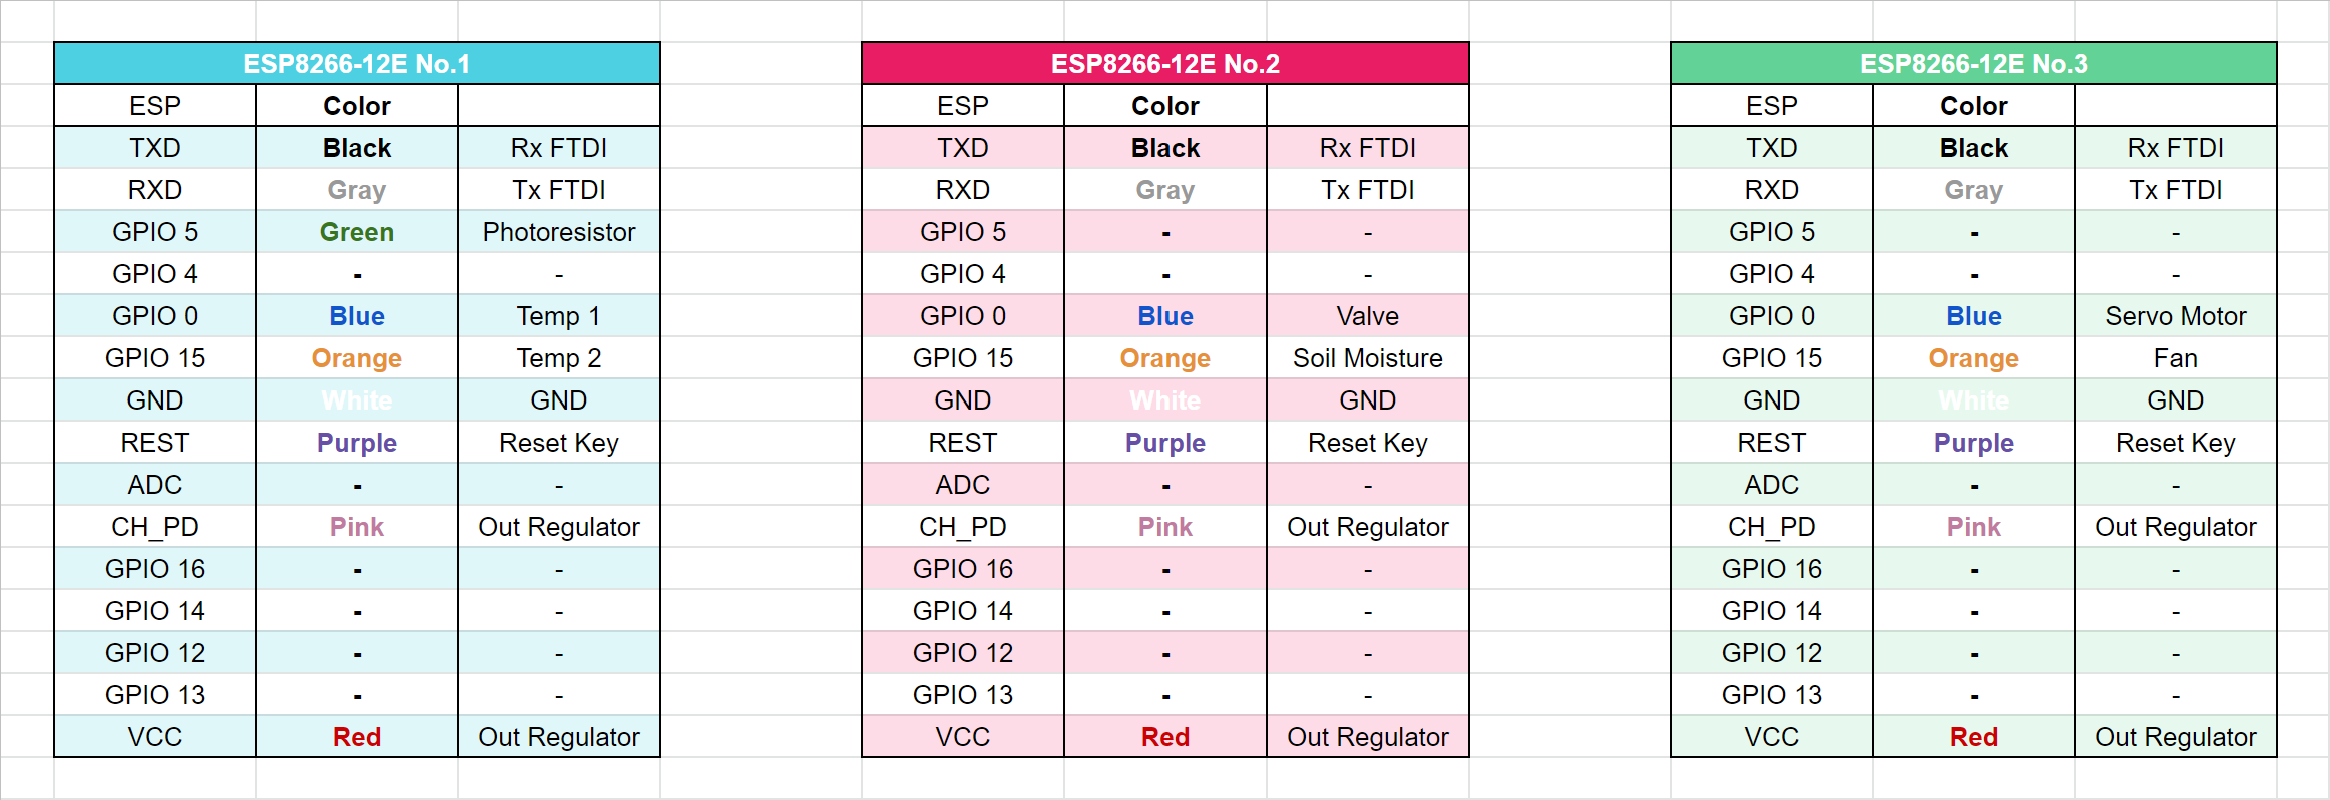 ESP8266-12E No.1
ESP Color
TXD Black Rx FTDI
RXD Gray Tx FTDI
GPIO 5 Green Photoresistor
GPIO 4 - -
GPIO 0 Blue Temp 1
GPIO 15 Orange Temp 2
GND White GND
REST Purple Reset Key
ADC - -
CH_PD Pink Out Regulator
GPIO 16 - -
GPIO 14 - -
GPIO 12 - -
GPIO 13 - -
VCC Red Out Regulator
ESP8266-12E No.2
ESP Color
TXD Black Rx FTDI
RXD Gray Tx FTDI
GPIO 5 - -
GPIO 4 - -
GPIO 0 Blue Valve
GPIO 15 Orange Soil Moisture
GND White GND
REST Purple Reset Key
ADC - -
CH_PD Pink Out Regulator
GPIO 16 - -
GPIO 14 - -
GPIO 12 - -
GPIO 13 - -
VCC Red Out Regulator
ESP8266-12E No.3
ESP Color
TXD Black Rx FTDI
RXD Gray Tx FTDI
GPIO 5 - -
GPIO 4 - -
GPIO 0 Blue Servo Motor
GPIO 15 Orange Fan
GND White GND
REST Purple Reset Key
ADC - -
CH_PD Pink Out Regulator
GPIO 16 - -
GPIO 14 - -
GPIO 12 - -
GPIO 13 - -
VCC Red Out Regulator